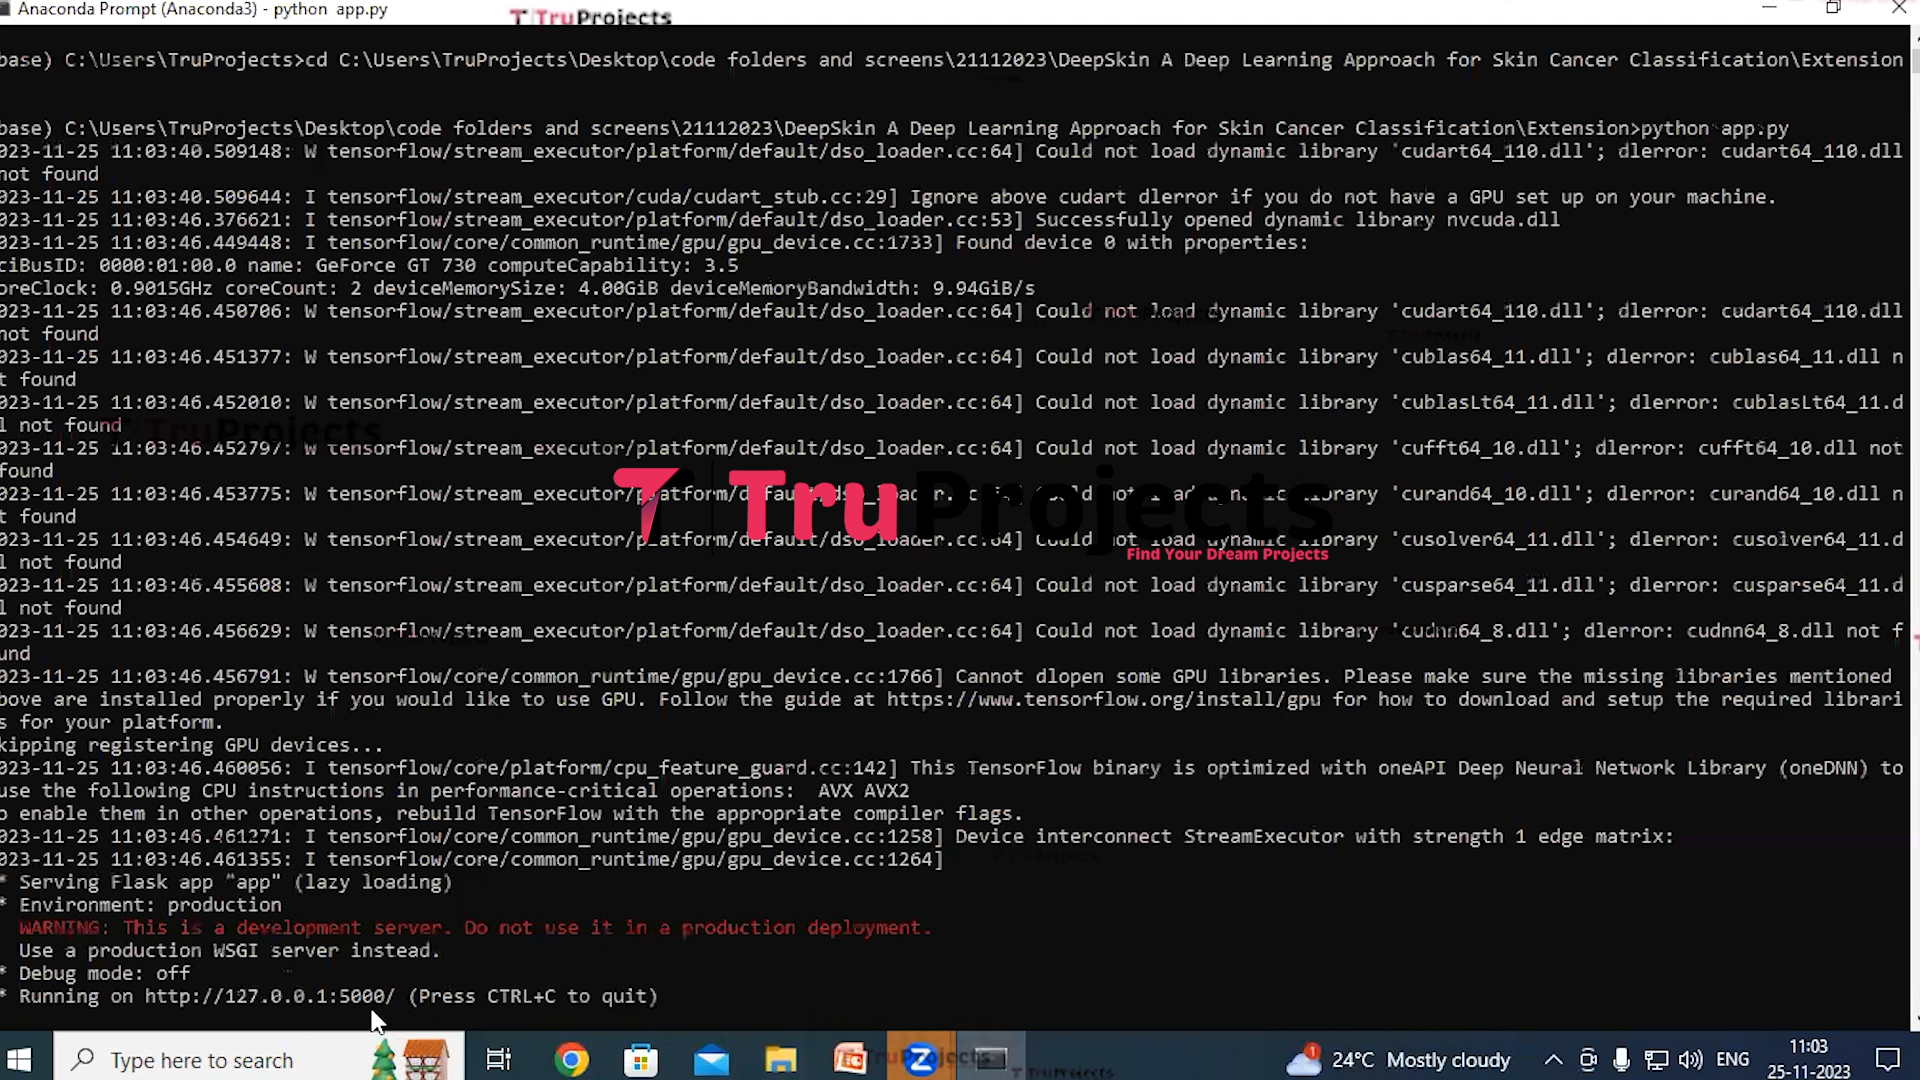 Anaconda Prompt (Anaconda3) - python app.py
TruProjects
base) C:\Users\TruProjects>cd C:\Users\TruProjects\Desktop\code folders and screens\21112023\DeepSkin A Deep Learning Approach for Skin Cancer Classification\Extension
base) C:\Users\TruProjects\Desktop\code folders and screens\21112023\DeepSkin A Deep Learning Approach for Skin Cancer Classification\Extension>python app.py
023-11-25 11:03:40.509148: W tensorflow/stream_executor/platform/default/dso_loader.cc:64] Could not load dynamic library 'cudart64_110.dll'; dlerror: cudart64_110.dll
not found
023-11-25 11:03:40.509644: I tensorflow/stream_executor/cuda/cudart_stub.cc:29] Ignore above cudart dlerror if you do not have a GPU set up on your machine.
023-11-25 11:03:46.376621: I tensorflow/stream_executor/platform/default/dso_loader.cc:53] Successfully opened dynamic library nvcuda.dll
023-11-25 11:03:46.449448: I tensorflow/core/common_runtime/gpu/gpu_device.cc:1733] Found device 0 with properties:
ciBusID: 0000:01:00.0 name: GeForce GT 730 computeCapability: 3.5
oreClock: 0.9015GHz coreCount: 2 deviceMemorySize: 4.00GiB deviceMemoryBandwidth: 9.94GiB/s
023-11-25 11:03:46.450706: W tensorflow/stream_executor/platform/default/dso_loader.cc:64] Could not load dynamic library 'cudart64_110.dll'; dlerror: cudart64_110.dll
not found
023-11-25 11:03:46.451377: W tensorflow/stream_executor/platform/default/dso_loader.cc:64] Could not load dynamic library 'cublas64_11.dll'; dlerror: cublas64_11.dll n
t found
023-11-25 11:03:46.452010: W tensorflow/stream_executor/platform/default/dso_loader.cc:64] Could not load dynamic library 'cublasLt64_11.dll'; dlerror: cublasLt64_11.d
l not found
TruProjects
023-11-25 11:03:46.452797: W tensorflow/stream_executor/platform/default/dso_loader.cc:64] Could not load dynamic library 'cufft64_10.dll'; dlerror: cufft64_10.dll not
found
023-11-25 11:03:46.453775: W tensorflow/stream_executor/platform/default/dso_loader.cc:64] Could not load dynamic library 'curand64_10.dll'; dlerror: curand64_10.dll n
t found
TruProjects
023-11-25 11:03:46.454649: W tensorflow/stream_executor/platform/default/dso_loader.cc:64] Could not load dynamic library 'cusolver64_11.dll'; dlerror: cusolver64_11.d
l not found
Find Your Dream Projects
023-11-25 11:03:46.455608: W tensorflow/stream_executor/platform/default/dso_loader.cc:64] Could not load dynamic library 'cusparse64_11.dll'; dlerror: cusparse64_11.d
l not found
023-11-25 11:03:46.456629: W tensorflow/stream_executor/platform/default/dso_loader.cc:64] Could not load dynamic library 'cudnn64_8.dll'; dlerror: cudnn64_8.dll not f
und
023-11-25 11:03:46.456791: W tensorflow/core/common_runtime/gpu/gpu_device.cc:1766] Cannot dlopen some GPU libraries. Please make sure the missing libraries mentioned
bove are installed properly if you would like to use GPU. Follow the guide at https://www.tensorflow.org/install/gpu for how to download and setup the required librari
s for your platform.
kipping registering GPU devices...
023-11-25 11:03:46.460056: I tensorflow/core/platform/cpu_feature_guard.cc:142] This TensorFlow binary is optimized with oneAPI Deep Neural Network Library (oneDNN) to
use the following CPU instructions in performance-critical operations:  AVX AVX2
o enable them in other operations, rebuild TensorFlow with the appropriate compiler flags.
023-11-25 11:03:46.461271: I tensorflow/core/common_runtime/gpu/gpu_device.cc:1258] Device interconnect StreamExecutor with strength 1 edge matrix:
023-11-25 11:03:46.461355: I tensorflow/core/common_runtime/gpu/gpu_device.cc:1264]
* Serving Flask app "app" (lazy loading)
* Environment: production
WARNING: This is a development server. Do not use it in a production deployment.
Use a production WSGI server instead.
* Debug mode: off
* Running on http://127.0.0.1:5000/ (Press CTRL+C to quit)
Type here to search
TruProjects
24°C Mostly cloudy
ENG
11:03
25-11-2023